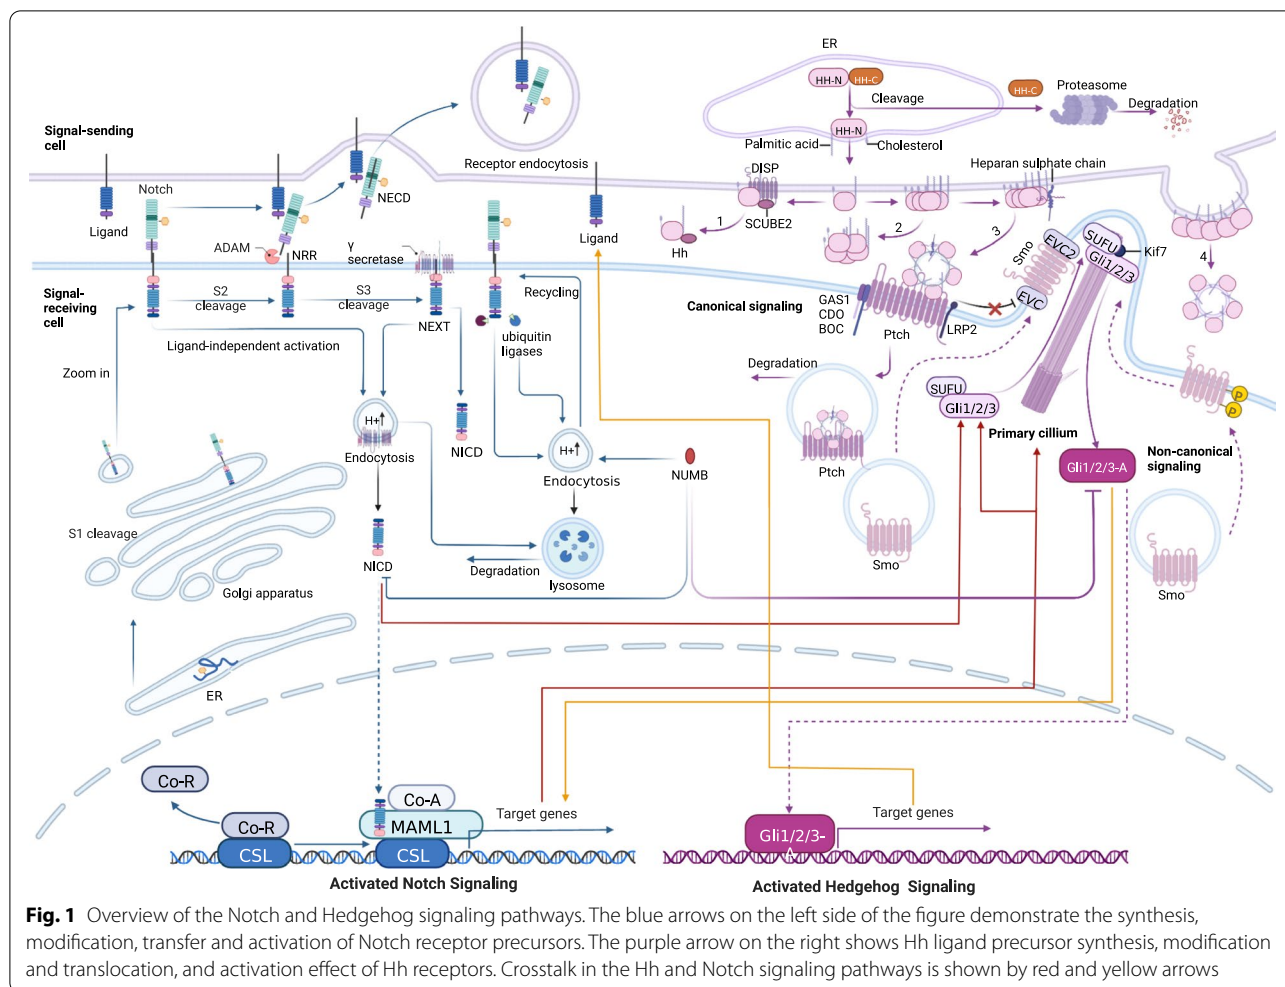 ER
HH-N
HH-C
Cleavage
HH-C
Proteasome
Degradation
HH-N
Palmitic acid
Cholesterol
Signal-sending
cell
Receptor endocytosis
DISP
Heparan sulphate chain
Notch
NECD
Ligand
Ligand
SCUBE2
1
Hh
2
3
4
ADAM
NRR
γ
secretase
Smo
EVC2
SUFU
Gli1/2/3
Kif7
EVC
Signal-
receiving
cell
S2
cleavage
S3
cleavage
NEXT
Recycling
ubiquitin
ligases
Canonical signaling
GAS1
CDO
BOC
Ptch
LRP2
Ligand-independent activation
Zoom in
Degradation
SUFU
Gli1/2/3
P
P
H+
Endocytosis
NICD
H+
Endocytosis
NUMB
Ptch
Primary cillium
Gli1/2/3-A
Non-canonical
signaling
S1 cleavage
NICD
Degradation
lysosome
Smo
Smo
Golgi apparatus
ER
Co-R
Co-R
CSL
Co-A
MAML1
CSL
Target genes
Gli1/2/3-
A
Target genes
Activated Notch Signaling
Activated Hedgehog Signaling
Fig. 1 Overview of the Notch and Hedgehog signaling pathways. The blue arrows on the left side of the figure demonstrate the synthesis,
modification, transfer and activation of Notch receptor precursors. The purple arrow on the right shows Hh ligand precursor synthesis, modification
and translocation, and activation effect of Hh receptors. Crosstalk in the Hh and Notch signaling pathways is shown by red and yellow arrows